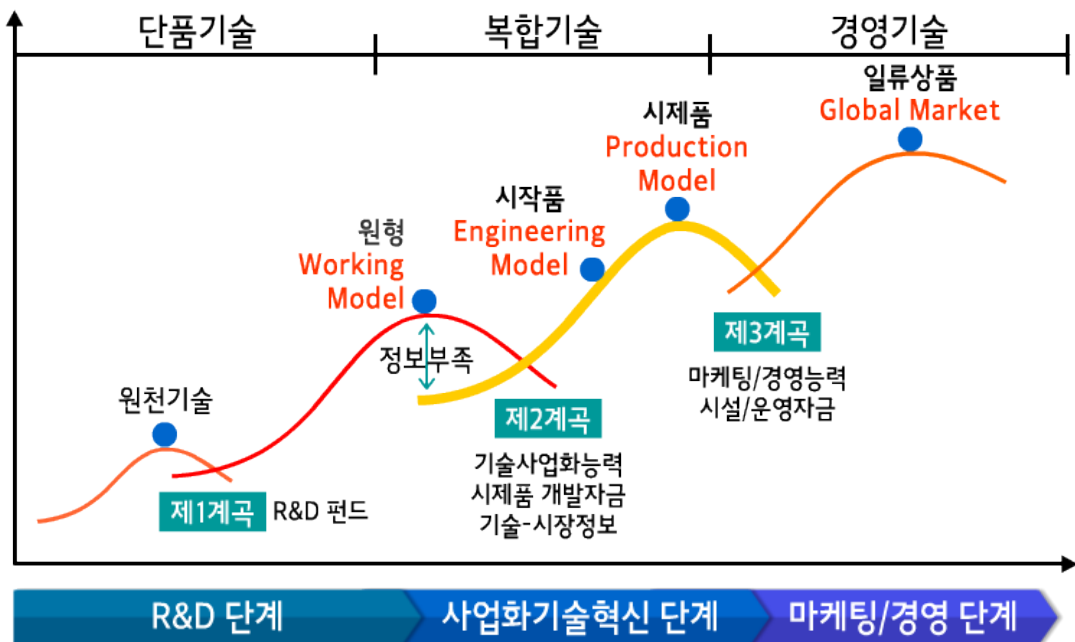 단품기술
복합기술
경영기술
일류상품
Global Market
시제품
Production
Model
시작품
Engineering
Model
원형
Working
Model
정보부족
원천기술
제1계곡
R&D 펀드
제2계곡
기술사업화능력
시제품 개발자금
기술-시장정보
제3계곡
마케팅/경영능력
시설/운영자금
R&D 단계
사업화기술혁신 단계
마케팅/경영 단계